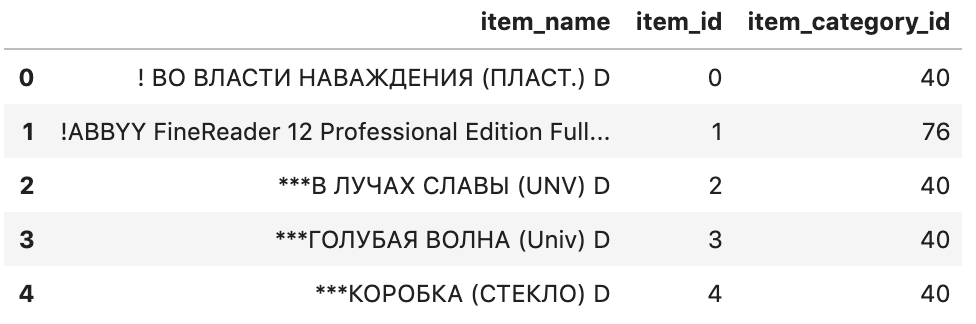 item_name item_id item_category_id
0 ! ВО ВЛАСТИ НАВАЖДЕНИЯ (ПЛАСТ.) D 0 40
1 !ABBYY FineReader 12 Professional Edition Full... 1 76
2 ***В ЛУЧАХ СЛАВЫ (UNV) D 2 40
3 ***ГОЛУБАЯ ВОЛНА (Univ) D 3 40
4 ***КОРОБКА (СТЕКЛО) D 4 40